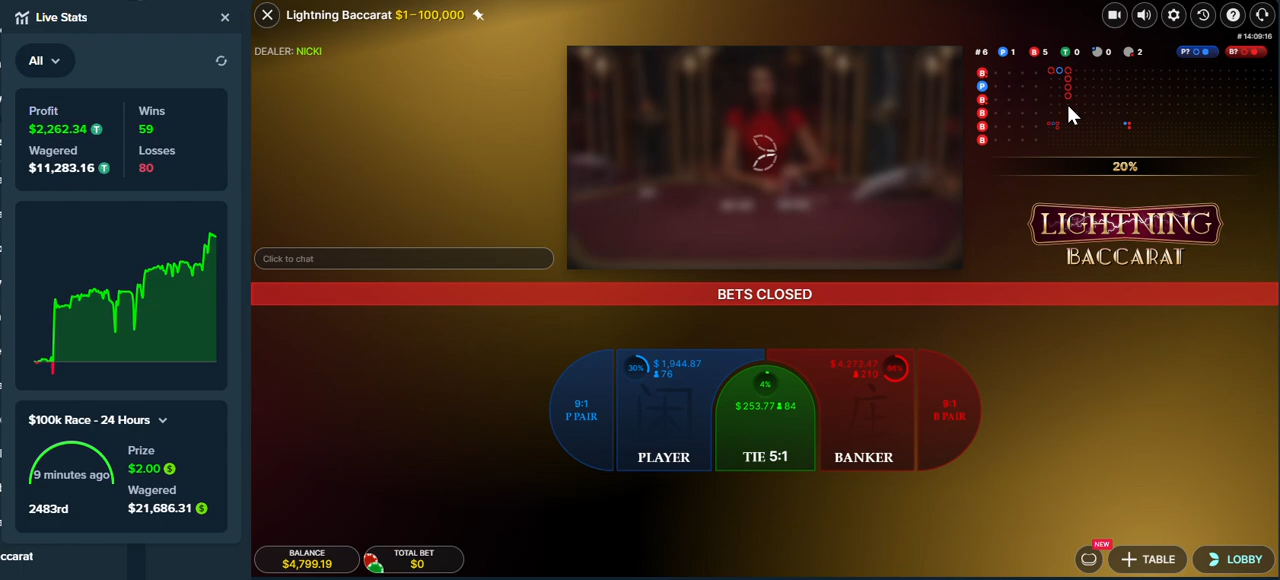 Live Stats
All
Profit
$2,262.34
Wins
59
Wagered
$11,283.16
Losses
80
$100k Race - 24 Hours
9 minutes ago
Prize
$2.00
Wagered
$21,686.31
2483rd
ccarat
Lightning Baccarat $1–100,000
# 14:09:16
DEALER: NICKI
#6 P 1 B 5 T 0 0 2 P? B?
B
P
B
B
B
B
20%
LIGHTNING
BACCARAT
Click to chat
BETS CLOSED
30% $1,944.87
76
4%
$253.77 84
$4,272.47
210
66%
9:1
P PAIR
闲
PLAYER
TIE 5:1
庄
BANKER
9:1
B PAIR
BALANCE
$4,799.19
TOTAL BET
$0
NEW
TABLE
LOBBY